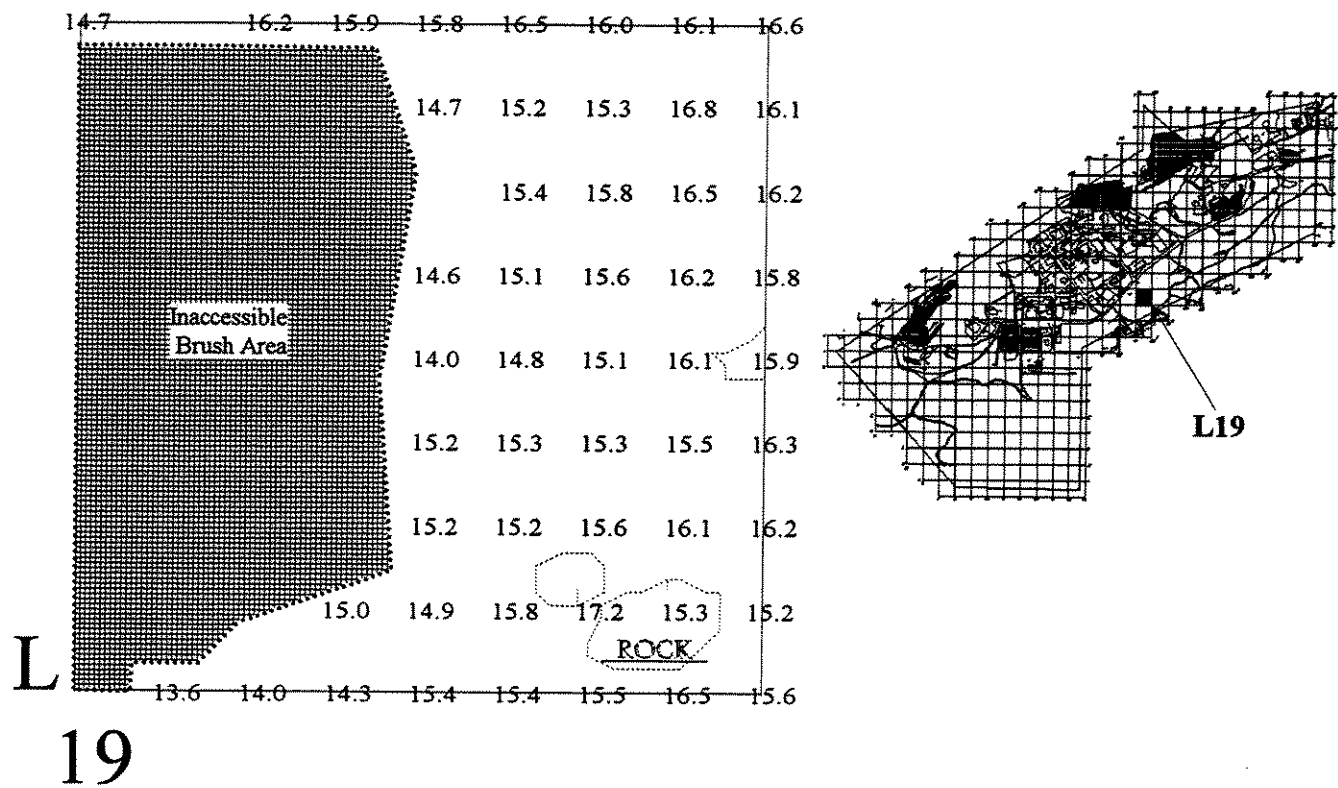 14.7 16.2 15.9 15.8 16.5 16.0 16.1 16.6
14.7 15.2 15.3 16.8 16.1
15.4 15.8 16.5 16.2
14.6 15.1 15.6 16.2 15.8
Inaccessible
Brush Area
14.0 14.8 15.1 16.1 15.9
L19
15.2 15.3 15.3 15.5 16.3
15.2 15.2 15.6 16.1 16.2
15.0 14.9 15.8 17.2 15.3 15.2
ROCK
L
13.6 14.0 14.3 15.4 15.4 15.5 16.5 15.6
19